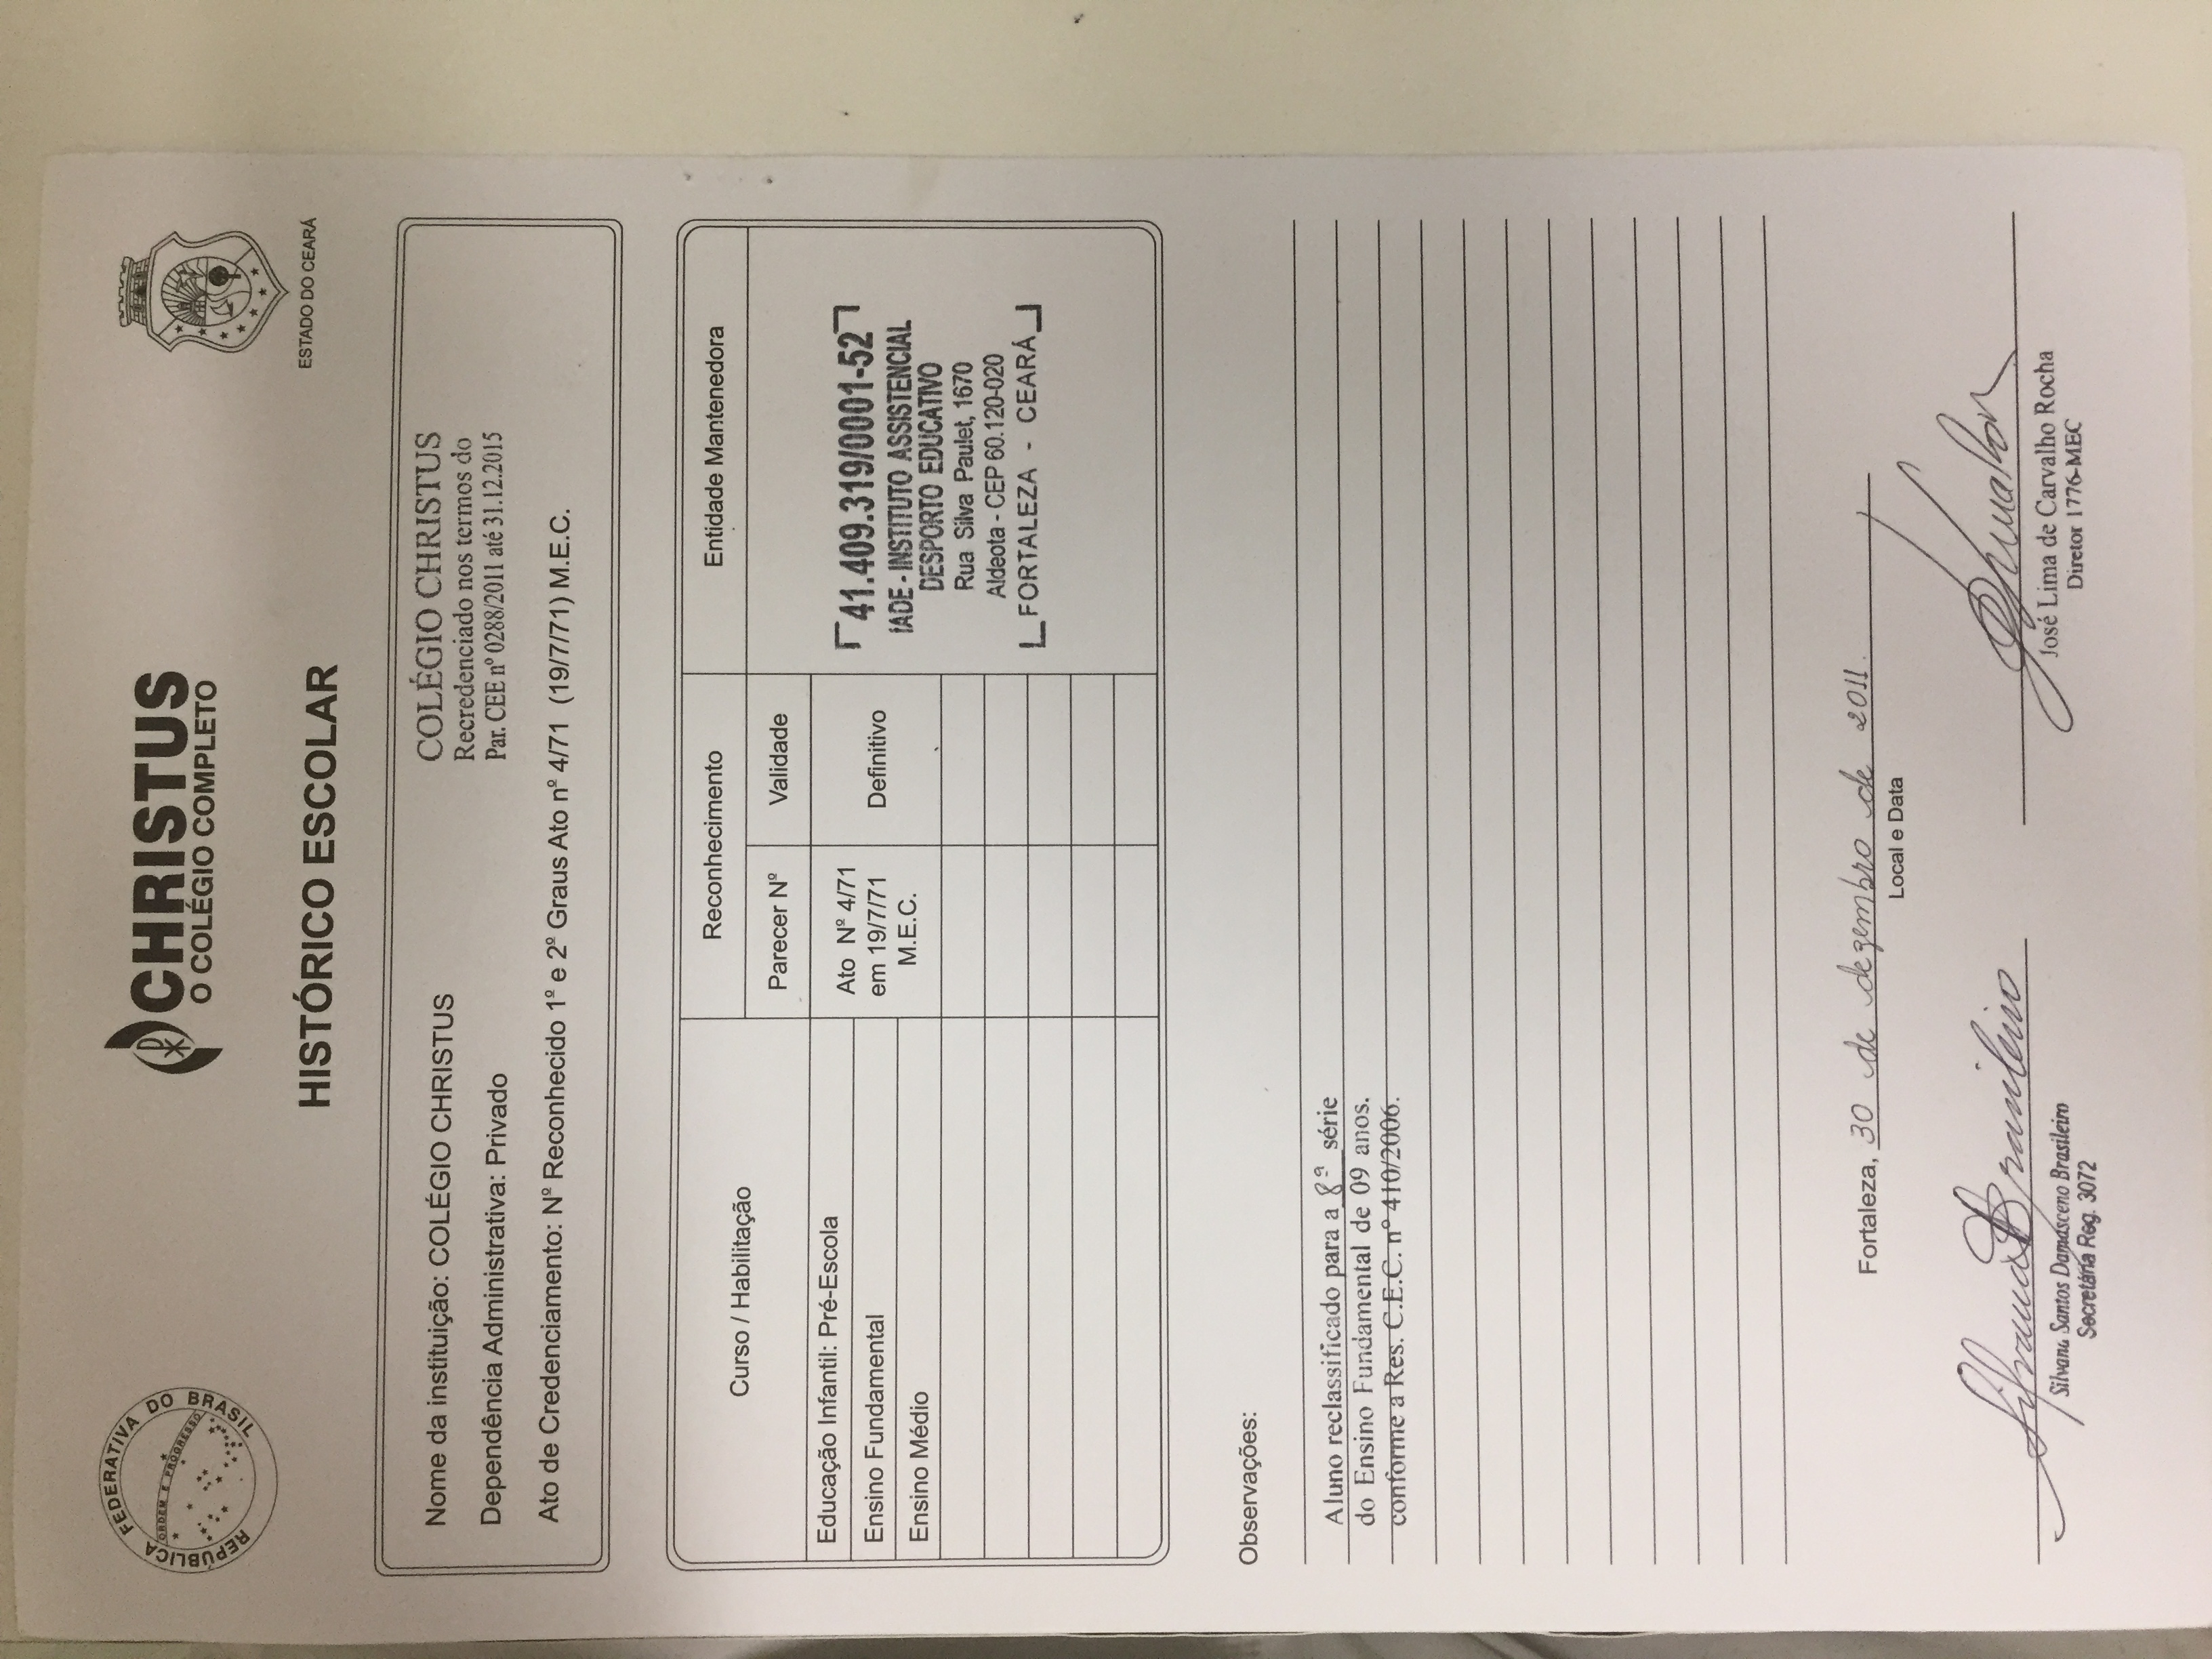 REPÚBLICA FEDERATIVA DO BRASIL
ORDEM E PROGRESSO
CHRISTUS
O COLÉGIO COMPLETO
ESTADO DO CEARÁ
HISTÓRICO ESCOLAR
Nome da instituição: COLÉGIO CHRISTUS
Dependência Administrativa: Privado
COLÉGIO CHRISTUS
Recredenciado nos termos do
Par. CEE nº 0288/2011 até 31.12.2015
Ato de Credenciamento: Nº Reconhecido 1º e 2º Graus Ato nº 4/71 (19/7/71) M.E.C.
Curso / Habilitação
Reconhecimento
Entidade Mantenedora
Parecer Nº
Validade
Educação Infantil: Pré-Escola
Ensino Fundamental
Ensino Médio
Ato Nº 4/71
em 19/7/71
M.E.C.
Definitivo
41.409.319/0001-52
IADE - INSTITUTO ASSISTENCIAL
DESPORTO EDUCATIVO
Rua Silva Paulet, 1670
Aldeota - CEP 60.120-020
FORTALEZA - CEARÁ
Observações:
Aluno reclassificado para a 8ª série
do Ensino Fundamental de 09 anos.
conforme a Res. C.E.C. nº 410/2006.
Fortaleza, 30 de dezembro de 2011.
Local e Data
Silvana Brasileiro
Silvana Santos Damasceno Brasileiro
Secretária Reg. 3072
José Lima de Carvalho Rocha
Diretor 1776-MEC